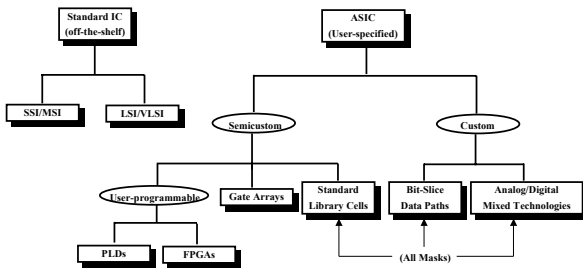 Standard IC
(off-the-shelf)
ASIC
(User-specified)
SSI/MSI
LSI/VLSI
Semicustom
Custom
User-programmable
Gate Arrays
Standard
Library Cells
Bit-Slice
Data Paths
Analog/Digital
Mixed Technologies
PLDs
FPGAs
(All Masks)